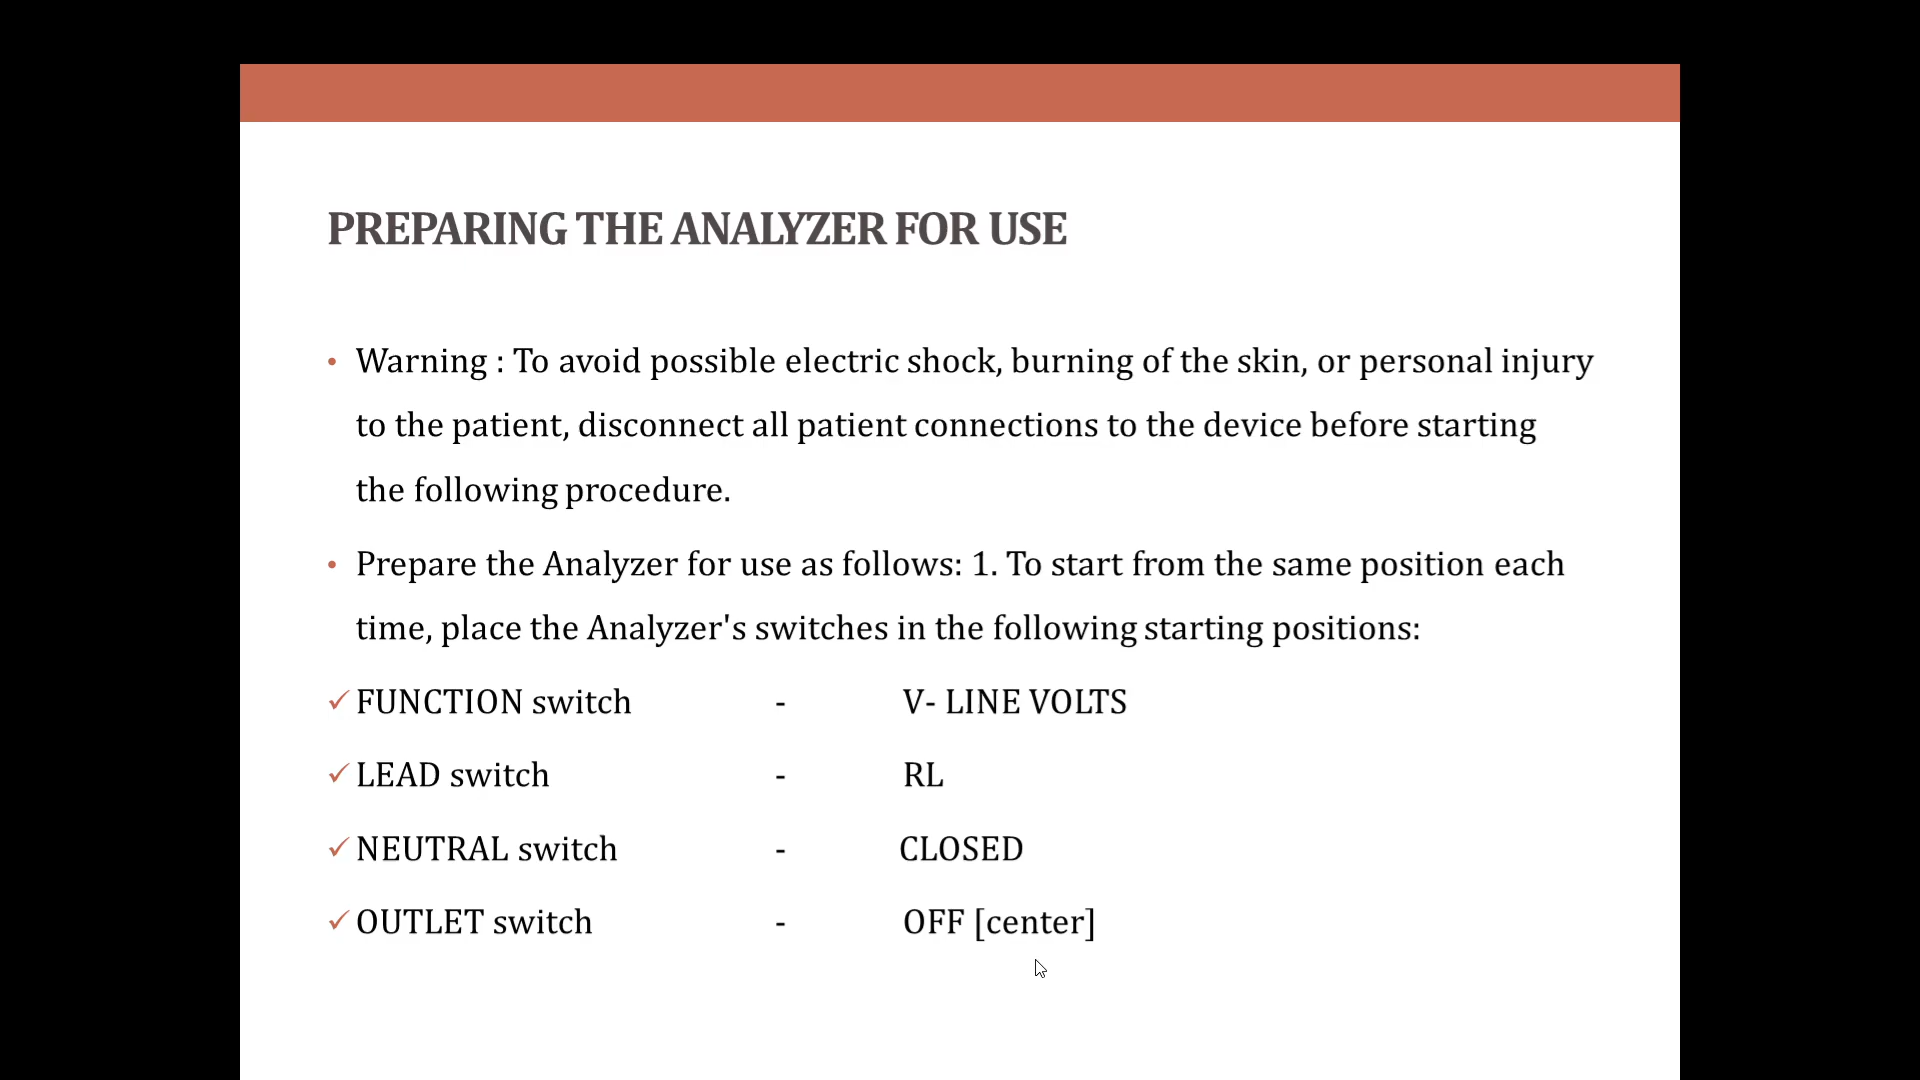 PREPARING THE ANALYZER FOR USE
• Warning : To avoid possible electric shock, burning of the skin, or personal injury
to the patient, disconnect all patient connections to the device before starting
the following procedure.
• Prepare the Analyzer for use as follows: 1. To start from the same position each
time, place the Analyzer's switches in the following starting positions:
✓ FUNCTION switch - V- LINE VOLTS
✓ LEAD switch - RL
✓ NEUTRAL switch - CLOSED
✓ OUTLET switch - OFF [center]